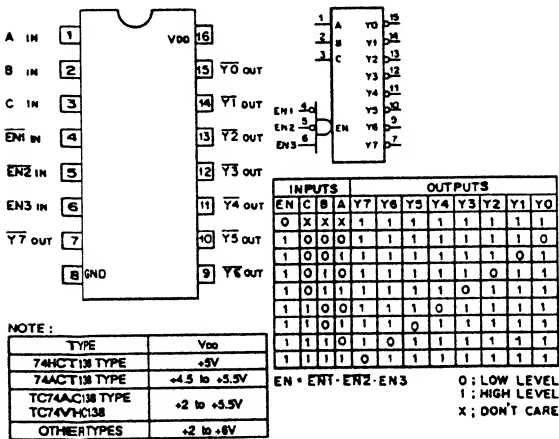 A IN 1
B IN 2
C IN 3
EN1 IN 4
EN2 IN 5
EN3 IN 6
Y7 OUT 7
8 GND
VDD 16
15 Y0 OUT
14 Y1 OUT
13 Y2 OUT
12 Y3 OUT
11 Y4 OUT
10 Y5 OUT
9 Y6 OUT
1 A Y0 15
2 B Y1 14
3 C Y2 13
Y3 12
Y4 11
EN1 4 Y5 10
EN2 5 EN Y6 9
EN3 6 Y7 7
INPUTS OUTPUTS
EN C B A Y7 Y6 Y5 Y4 Y3 Y2 Y1 Y0
0 X X X 1 1 1 1 1 1 1 1
1 0 0 0 1 1 1 1 1 1 1 0
1 0 0 1 1 1 1 1 1 1 0 1
1 0 1 0 1 1 1 1 1 0 1 1
1 0 1 1 1 1 1 1 0 1 1 1
1 1 0 0 1 1 1 0 1 1 1 1
1 1 0 1 1 1 0 1 1 1 1 1
1 1 1 0 1 0 1 1 1 1 1 1
1 1 1 1 0 1 1 1 1 1 1 1
EN = EN1·EN2·EN3
0 ; LOW LEVEL
1 ; HIGH LEVEL
X ; DON'T CARE
NOTE :
TYPE VDD
74HCT138 TYPE +5V
74ACT138 TYPE +4.5 to +5.5V
TC74AC138 TYPE
TC74VHC138 +2 to +5.5V
OTHER TYPES +2 to +6V